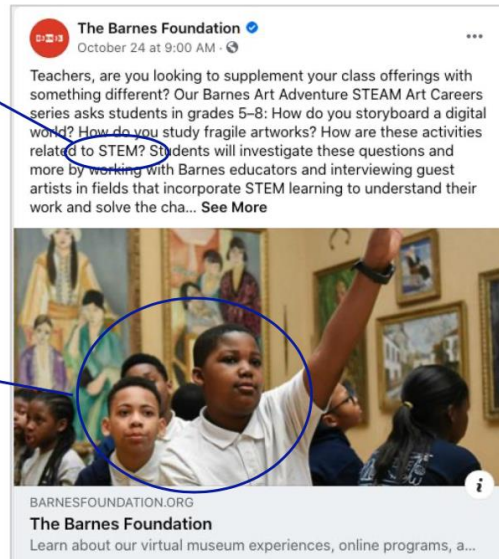 The Barnes Foundation
October 24 at 9:00 AM ·
Teachers, are you looking to supplement your class offerings with
something different? Our Barnes Art Adventure STEAM Art Careers
series asks students in grades 5–8: How do you storyboard a digital
world? How do you study fragile artworks? How are these activities
related to STEM? Students will investigate these questions and
more by working with Barnes educators and interviewing guest
artists in fields that incorporate STEM learning to understand their
work and solve the cha... See More
BARNESFOUNDATION.ORG
The Barnes Foundation
Learn about our virtual museum experiences, online programs, a...